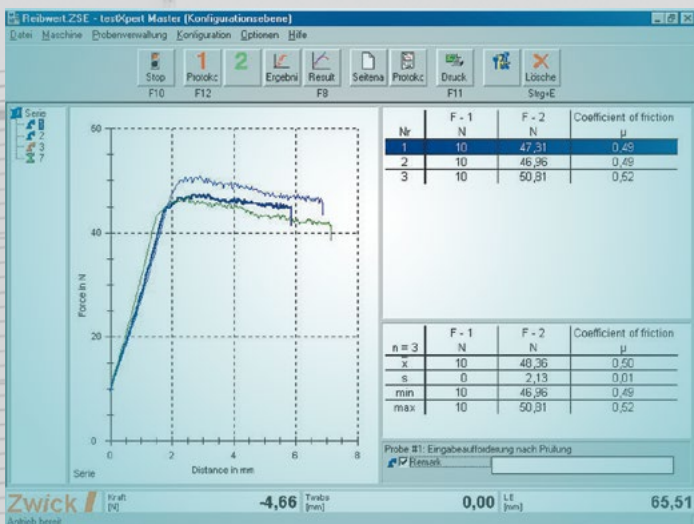 Reibwert.ZSE - testXpert Master (Konfigurationsebene)
Datei Maschine Probenverwaltung Konfiguration Optionen Hilfe
1 2
Stop Protokc Ergebni Result Seitena Protokc Druck Lösche
F10 F12 F8 F11 Strg+E
Serie
2
3
7
60
40
20
0
0 2 4 6 8
Force in N
Distance in mm
Serie
F - 1 F - 2 Coefficient of friction
Nr N N µ
1 10 47,31 0,49
2 10 46,96 0,49
3 10 50,81 0,52
F - 1 F - 2 Coefficient of friction
n = 3 N N µ
x̄ 10 48,36 0,50
s 0 2,13 0,01
min 10 46,96 0,49
max 10 50,81 0,52
Probe #1: Eingabeaufforderung nach Prüfung
Remark
Zwick Kraft [N] -4,66 [mm] 0,00 LE [mm] 65,51
Antrieb bereit